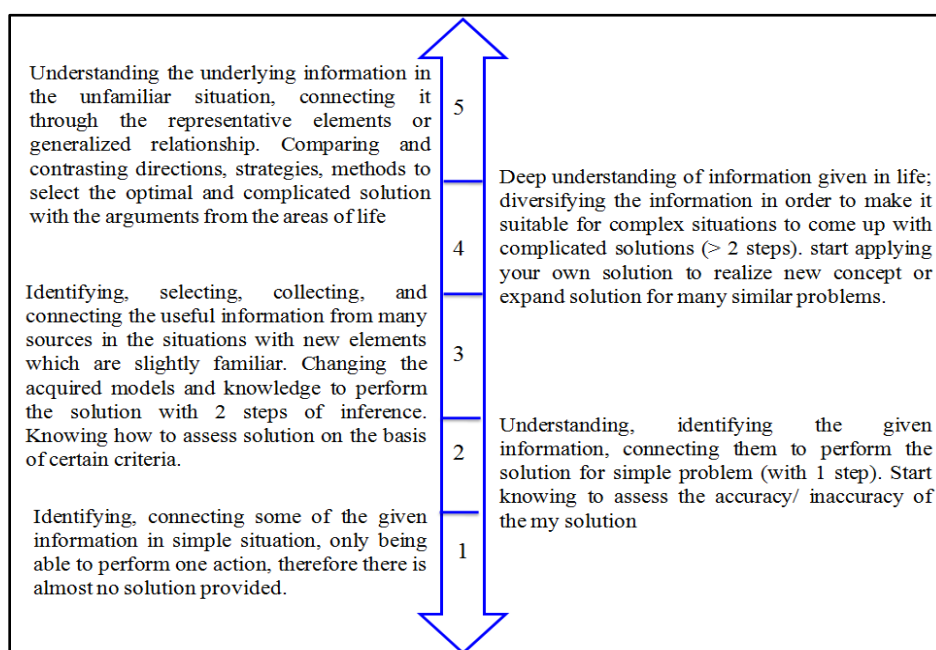 Understanding the underlying information in
the unfamiliar situation, connecting it
through the representative elements or
generalized relationship. Comparing and
contrasting directions, strategies, methods to
select the optimal and complicated solution
with the arguments from the areas of life
5
Deep understanding of information given in life;
diversifying the information in order to make it
suitable for complex situations to come up with
complicated solutions (> 2 steps). start applying
your own solution to realize new concept or
expand solution for many similar problems.
4
Identifying, selecting, collecting, and
connecting the useful information from many
sources in the situations with new elements
which are slightly familiar. Changing the
acquired models and knowledge to perform
the solution with 2 steps of inference.
Knowing how to assess solution on the basis
of certain criteria.
3
Understanding, identifying the given
information, connecting them to perform the
solution for simple problem (with 1 step). Start
knowing to assess the accuracy/ inaccuracy of
the my solution
2
Identifying, connecting some of the given
information in simple situation, only being
able to perform one action, therefore there is
almost no solution provided.
1